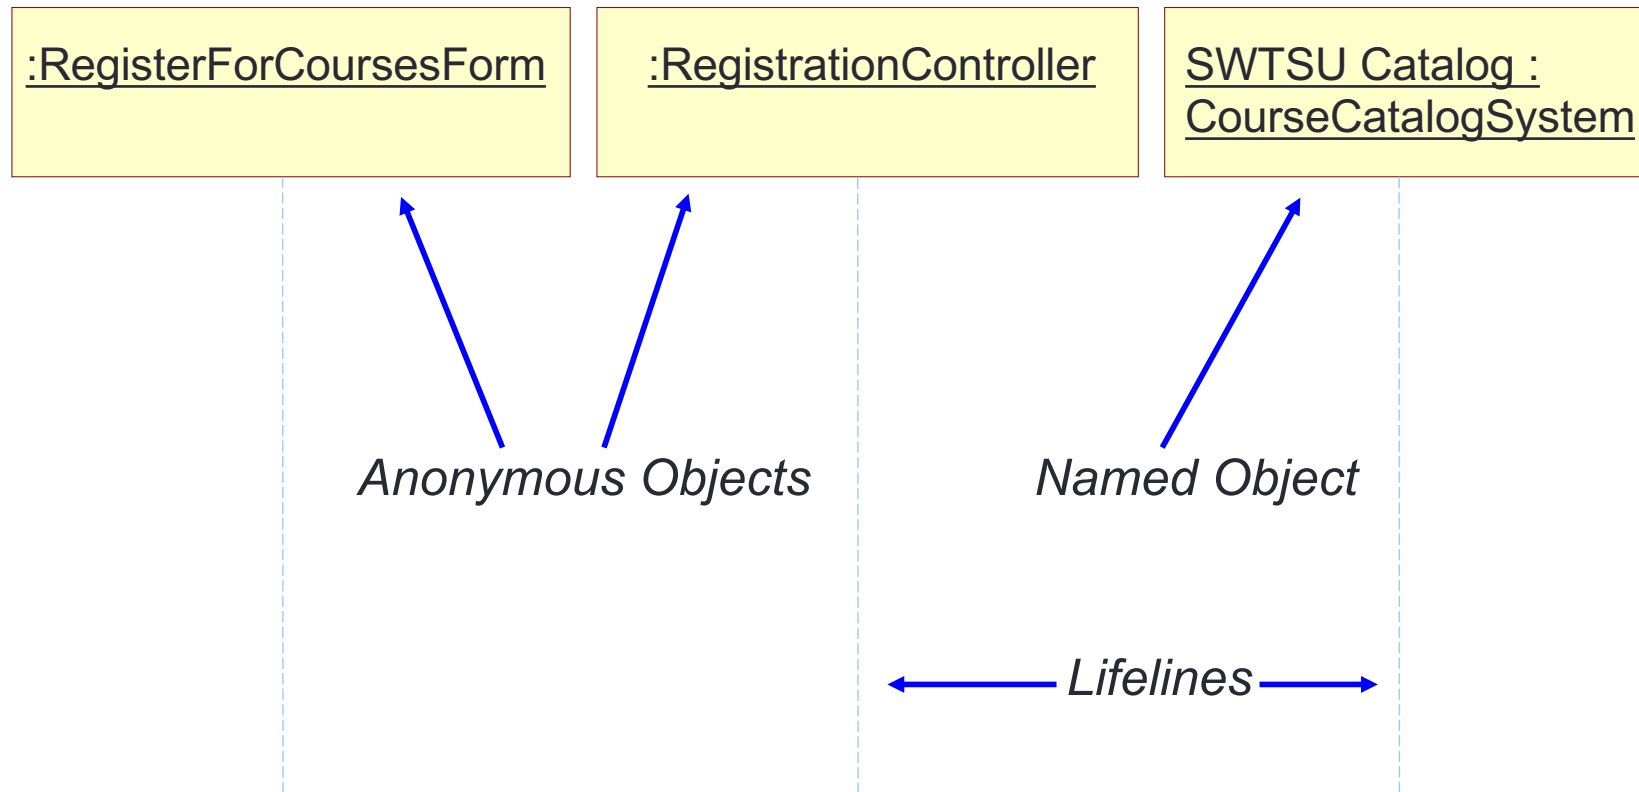 :RegisterForCoursesForm
:RegistrationController
SWTSU Catalog :
CourseCatalogSystem
Anonymous Objects
Named Object
Lifelines